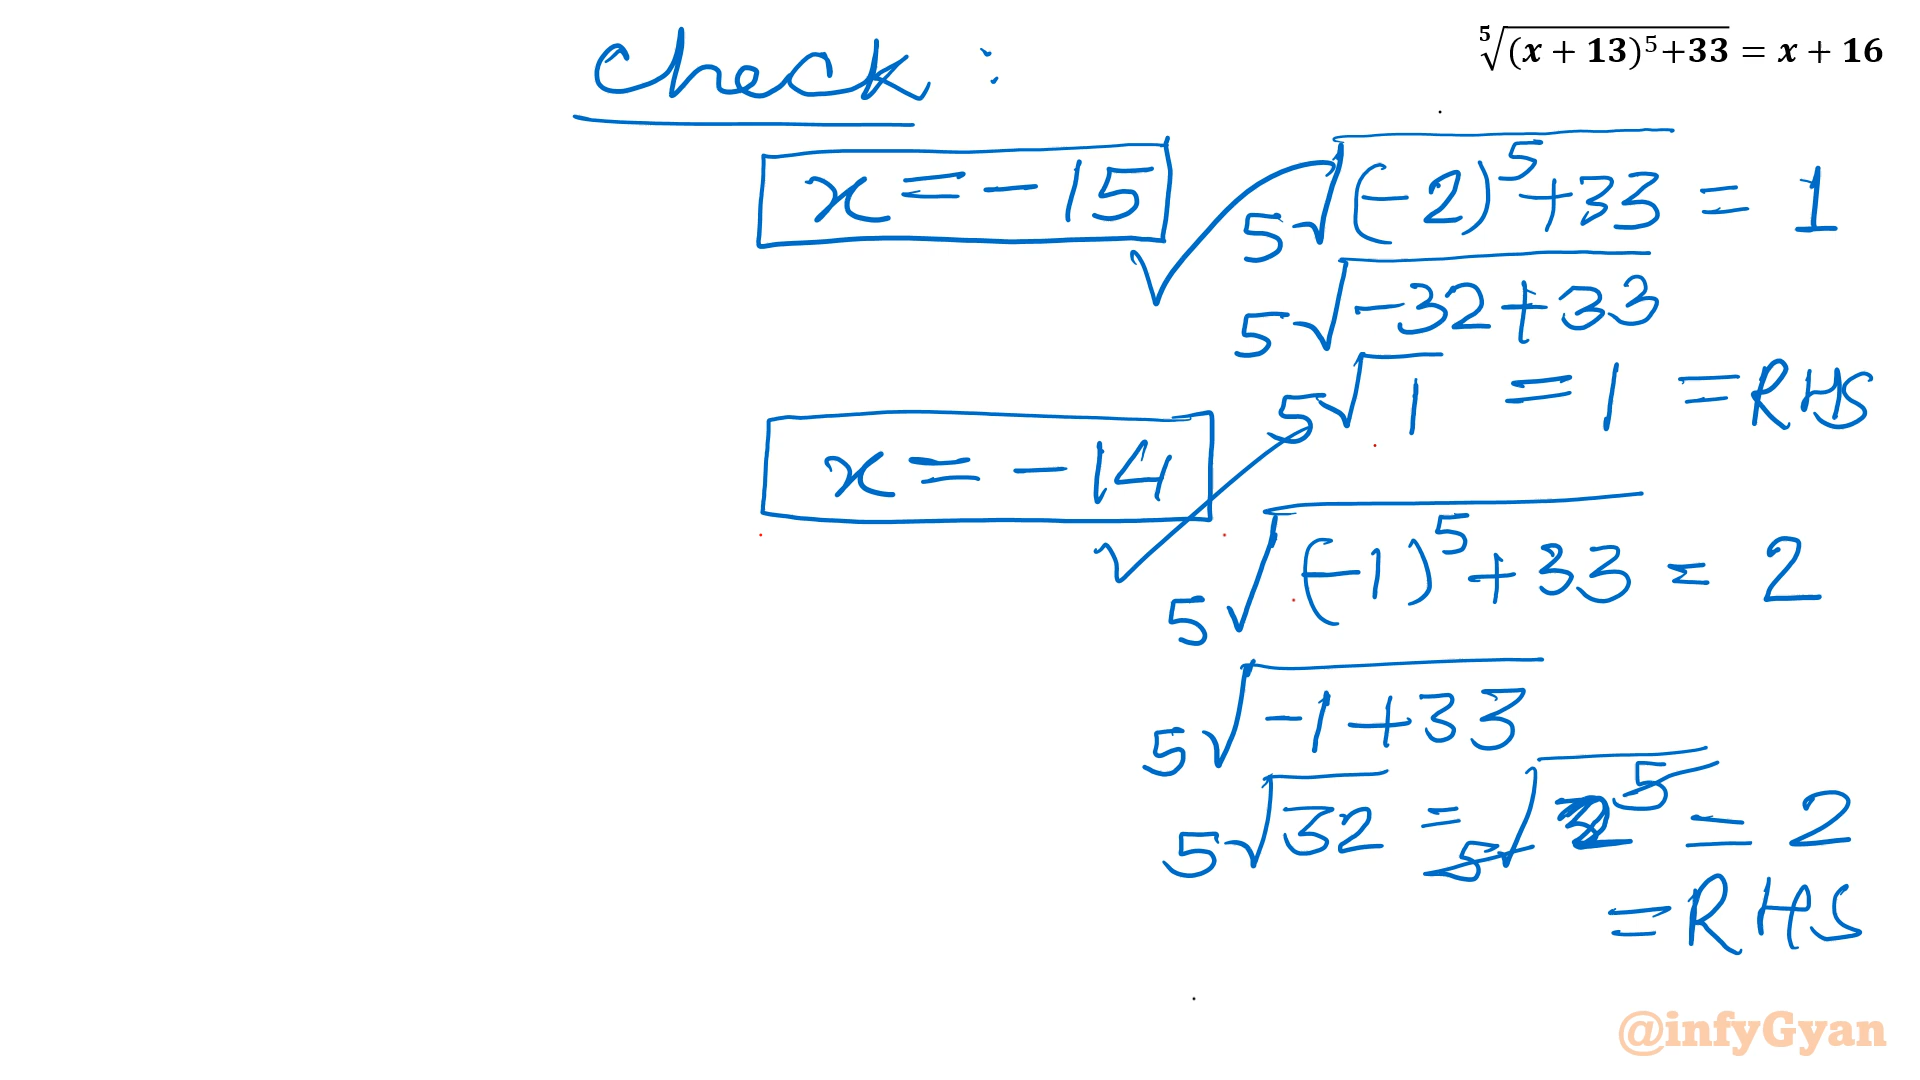 ⁵√((x + 13)⁵+33) = x + 16
check :
x = -15
⁵√((-2)⁵+33) = 1
⁵√(-32+33)
⁵√1 = 1 = RHS
x = -14
⁵√((-1)⁵+33) = 2
⁵√(-1+33)
⁵√32 = ⁵√(2⁵) = 2
= RHS
@infyGyan